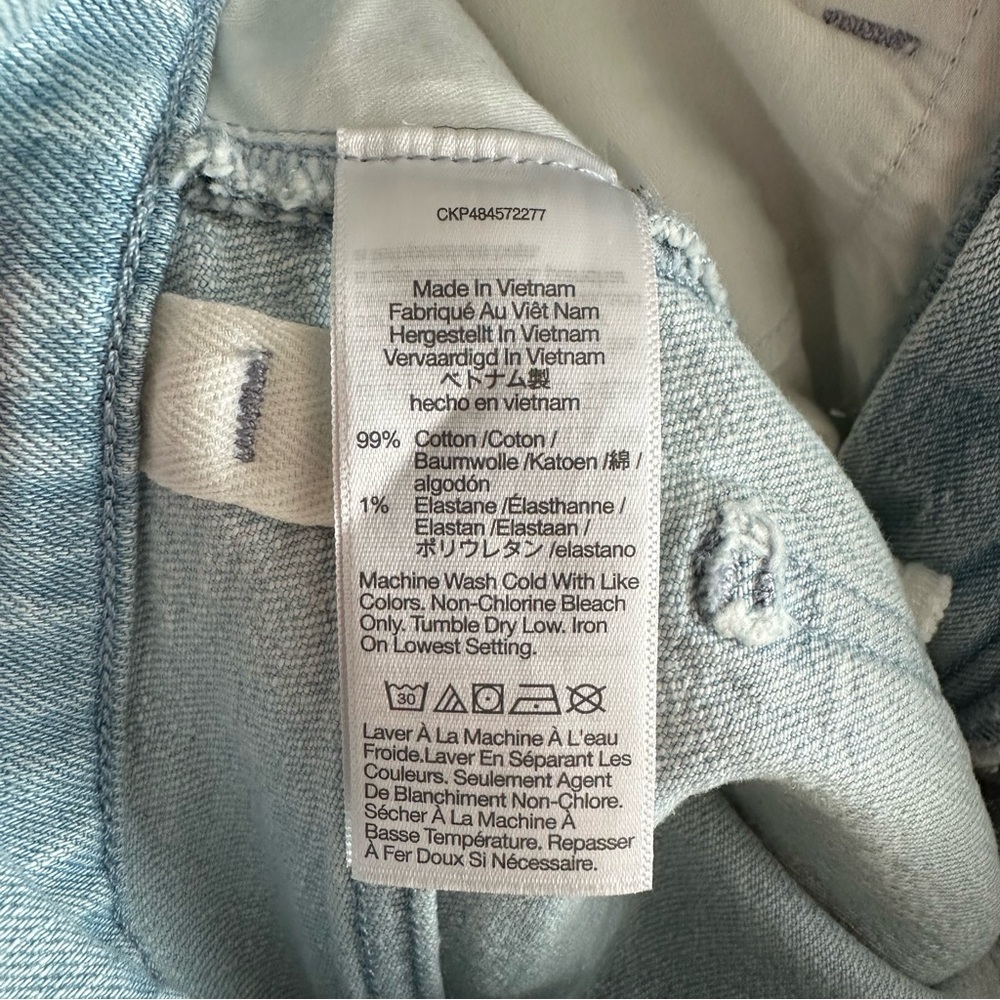 CKP484572277
Made In Vietnam
Fabriqué Au Viêt Nam
Hergestellt In Vietnam
Vervaardigd In Vietnam
ベトナム製
hecho en vietnam
99% Cotton /Coton /
Baumwolle /Katoen /綿 /
algodón
1% Elastane /Élasthanne /
Elastan /Elastaan /
ポリウレタン /elastano
Machine Wash Cold With Like
Colors. Non-Chlorine Bleach
Only. Tumble Dry Low. Iron
On Lowest Setting.
30
Laver À La Machine À L'eau
Froide.Laver En Séparant Les
Couleurs. Seulement Agent
De Blanchiment Non-Chlore.
Sécher À La Machine À
Basse Température. Repasser
À Fer Doux Si Nécessaire.